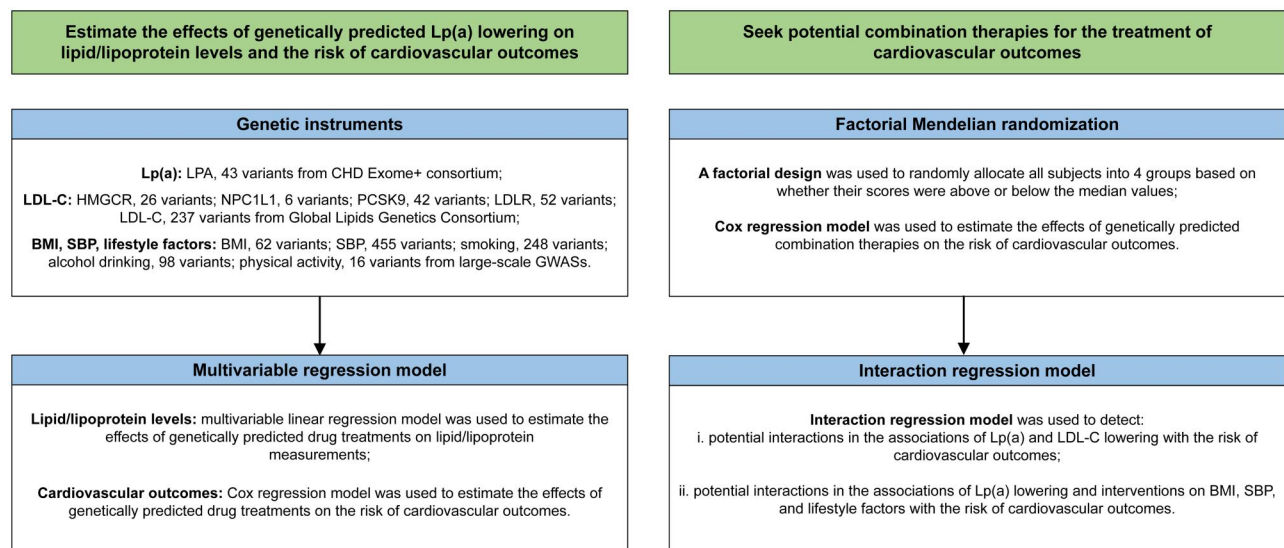 Estimate the effects of genetically predicted Lp(a) lowering on
lipid/lipoprotein levels and the risk of cardiovascular outcomes
Genetic instruments
Lp(a): LPA, 43 variants from CHD Exome+ consortium;
LDL-C: HMGCR, 26 variants; NPC1L1, 6 variants; PCSK9, 42 variants; LDLR, 52 variants;
LDL-C, 237 variants from Global Lipids Genetics Consortium;
BMI, SBP, lifestyle factors: BMI, 62 variants; SBP, 455 variants; smoking, 248 variants;
alcohol drinking, 98 variants; physical activity, 16 variants from large-scale GWASs.
Multivariable regression model
Lipid/lipoprotein levels: multivariable linear regression model was used to estimate the
effects of genetically predicted drug treatments on lipid/lipoprotein
measurements;
Cardiovascular outcomes: Cox regression model was used to estimate the effects of
genetically predicted drug treatments on the risk of cardiovascular outcomes.
Seek potential combination therapies for the treatment of
cardiovascular outcomes
Factorial Mendelian randomization
A factorial design was used to randomly allocate all subjects into 4 groups based on
whether their scores were above or below the median values;
Cox regression model was used to estimate the effects of genetically predicted
combination therapies on the risk of cardiovascular outcomes.
Interaction regression model
Interaction regression model was used to detect:
i. potential interactions in the associations of Lp(a) and LDL-C lowering with the risk of
cardiovascular outcomes;
ii. potential interactions in the associations of Lp(a) lowering and interventions on BMI, SBP,
and lifestyle factors with the risk of cardiovascular outcomes.